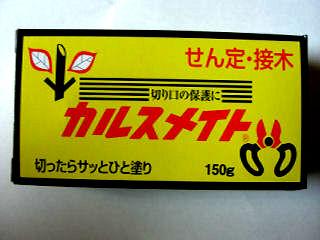 せん定・接木
切り口の保護に
カルスメイト®
切ったらサッとひと塗り
150g